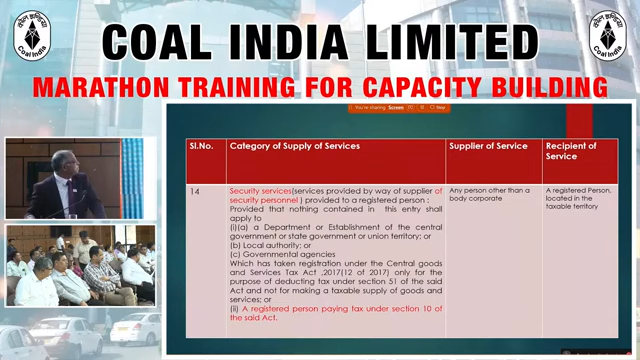 COAL INDIA LIMITED
MARATHON TRAINING FOR CAPACITY BUILDING
Coal India
Coal India
You're sharing Screen
Sl.No.
Category of Supply of Services
Supplier of Service
Recipient of
Service
14
Security services(services provided by way of supplier of
security personnel ) provided to a registered person :
Provided that nothing contained in this entry shall
apply to
(i)(a) a Department or Establishment of the central
government or state government or union territory; or
(b) Local authority; or
(c) Governmental agencies
Which has taken registration under the Central goods
and Services Tax Act ,2017(12 of 2017) only for the
purpose of deducting tax under section 51 of the said
Act and not for making a taxable supply of goods and
services; or
(ii) A registered person paying tax under section 10 of
the said Act.
Any person other than a
body corporate
A registered Person,
located in the
taxable territory